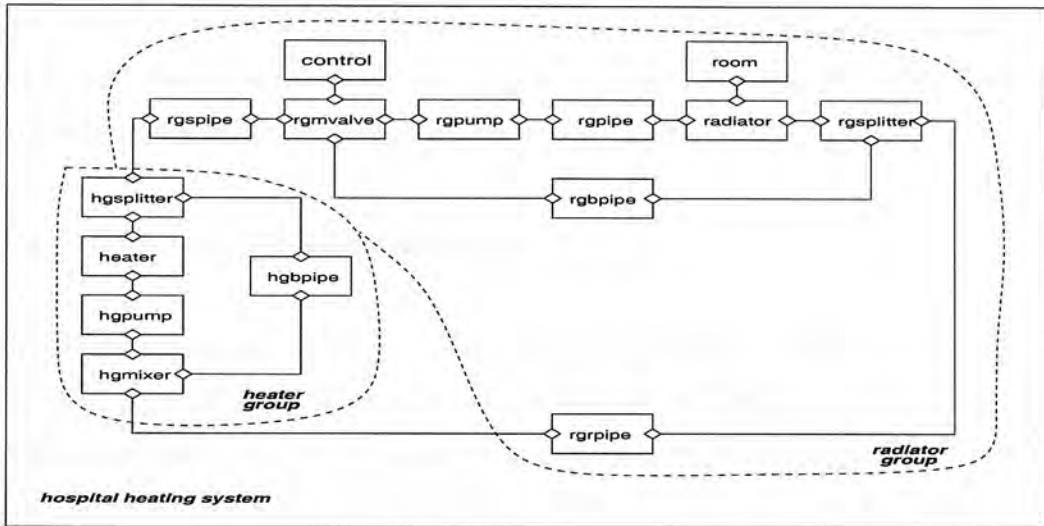 control
room
rgspipe
rgmvalve
rgpump
rgpipe
radiator
rgsplitter
hgsplitter
rgbpipe
heater
hgbpipe
hgpump
hgmixer
heater
group
rgrpipe
radiator
group
hospital heating system